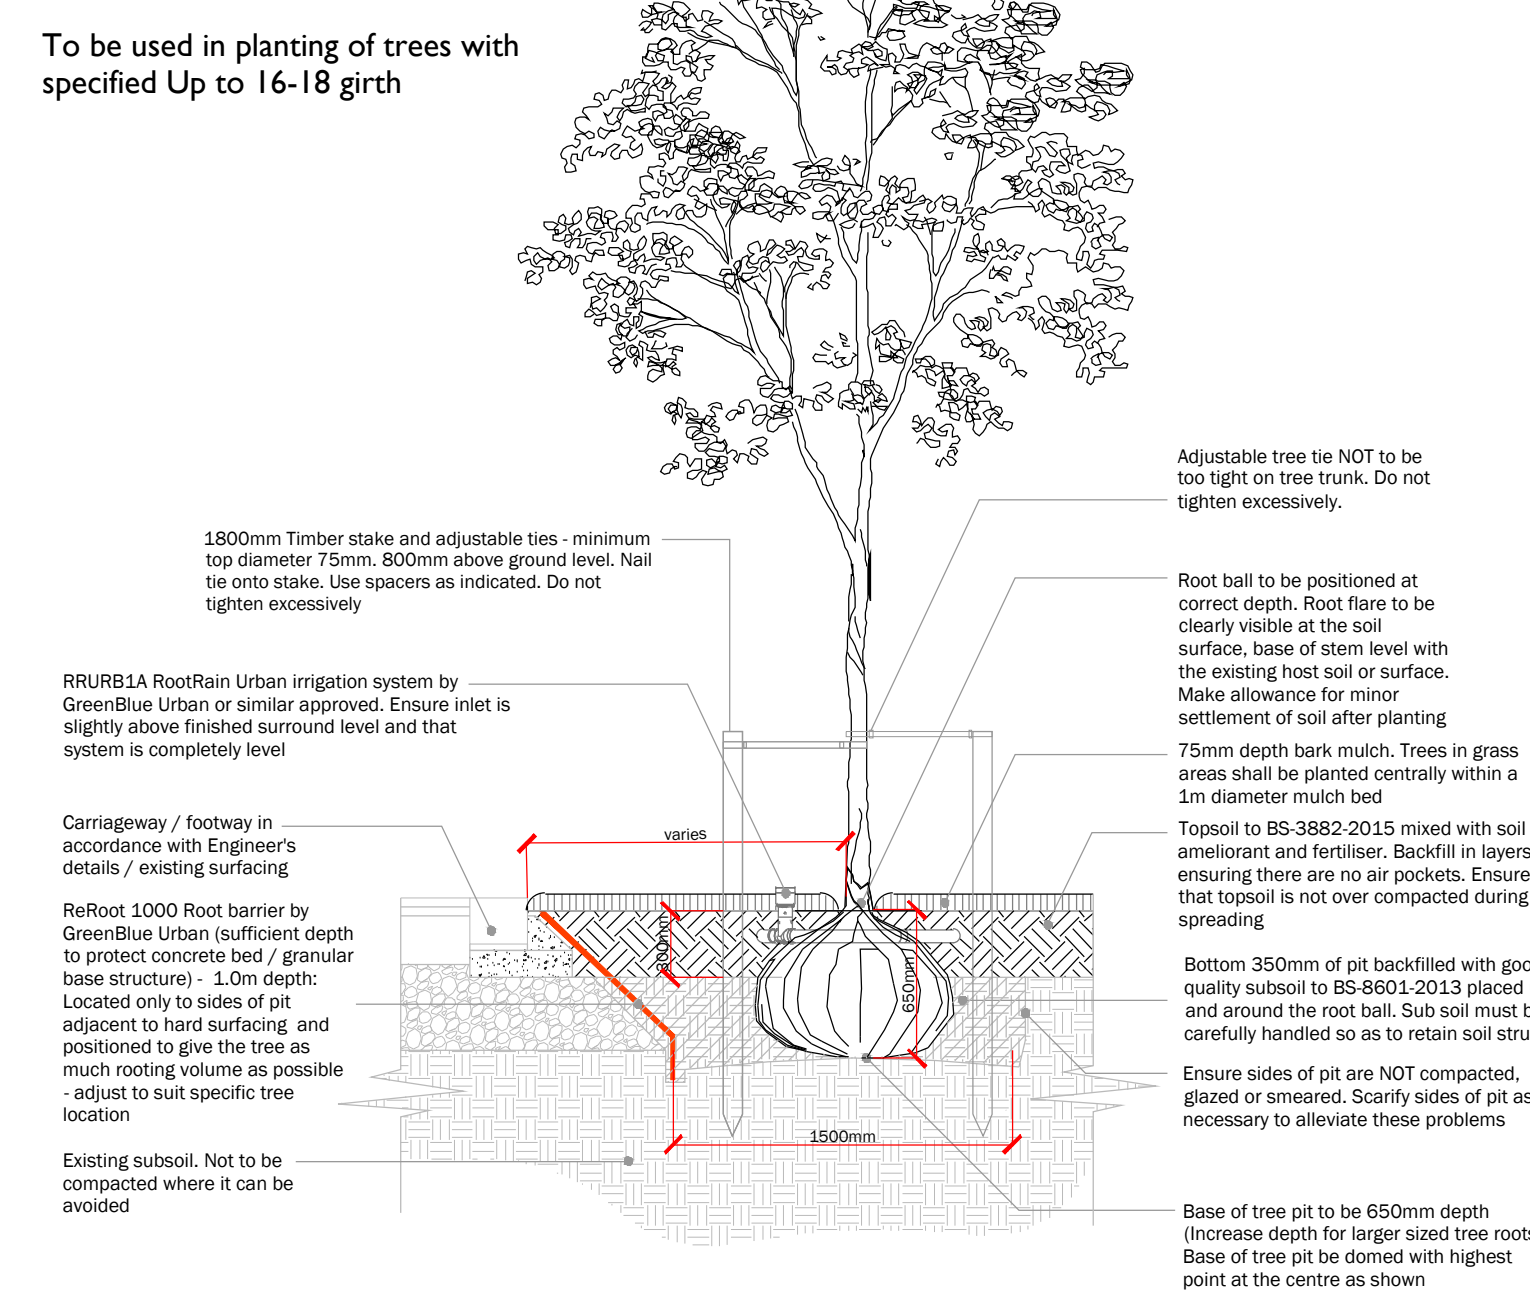 To be used in planting of trees with
specified Up to 16-18 girth
Adjustable tree tie NOT to be
too tight on tree trunk. Do not
tighten excessively.
1800mm Timber stake and adjustable ties - minimum
top diameter 75mm. 800mm above ground level. Nail
tie onto stake. Use spacers as indicated. Do not
tighten excessively
Root ball to be positioned at
correct depth. Root flare to be
clearly visible at the soil
surface, base of stem level with
the existing host soil or surface.
Make allowance for minor
settlement of soil after planting
RRURB1A RootRain Urban irrigation system by
GreenBlue Urban or similar approved. Ensure inlet is
slightly above finished surround level and that
system is completely level
75mm depth bark mulch. Trees in grass
areas shall be planted centrally within a
1m diameter mulch bed
Carriageway / footway in
accordance with Engineer's
details / existing surfacing
varies
Topsoil to BS-3882-2015 mixed with soil
ameliorant and fertiliser. Backfill in layers
ensuring there are no air pockets. Ensure
that topsoil is not over compacted during
spreading
ReRoot 1000 Root barrier by
GreenBlue Urban (sufficient depth
to protect concrete bed / granular
base structure) - 1.0m depth:
Located only to sides of pit
adjacent to hard surfacing and
positioned to give the tree as
much rooting volume as possible
- adjust to suit specific tree
location
300mm
650mm
Bottom 350mm of pit backfilled with
quality subsoil to BS-8601-2013 placed
and around the root ball. Sub soil must
carefully handled so as to retain soil
Ensure sides of pit are NOT compacted,
glazed or smeared. Scarify sides of pit as
necessary to alleviate these problems
1500mm
Existing subsoil. Not to be
compacted where it can be
avoided
Base of tree pit to be 650mm depth
(Increase depth for larger sized tree roots
Base of tree pit be domed with highest
point at the centre as shown